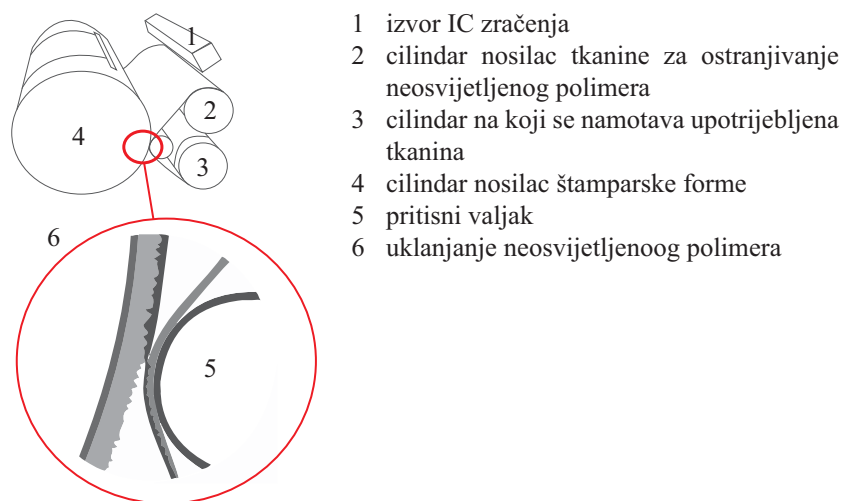 1 izvor IC zračenja
2 cilindar nosilac tkanine za ostranjivanje
neosvijetljenog polimera
3 cilindar na koji se namotava upotrijebljena
tkanina
4 cilindar nosilac štamparske forme
5 pritisni valjak
6 uklanjanje neosvijetljenoog polimera
1
2
4
3
6
5